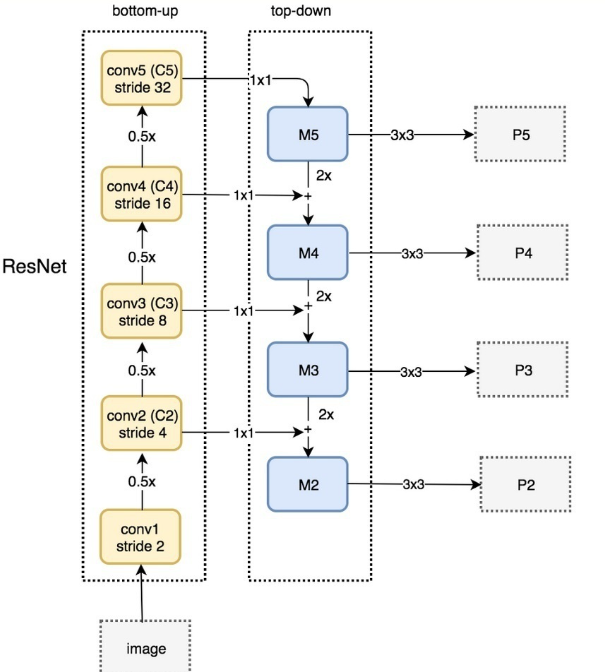 bottom-up
top-down
conv5 (C5)
stride 32
1x1
M5
3x3
P5
0.5x
2x
conv4 (C4)
stride 16
1x1
+
M4
3x3
P4
ResNet
0.5x
2x
conv3 (C3)
stride 8
1x1
+
M3
3x3
P3
0.5x
2x
conv2 (C2)
stride 4
1x1
+
M2
3x3
P2
0.5x
conv1
stride 2
image